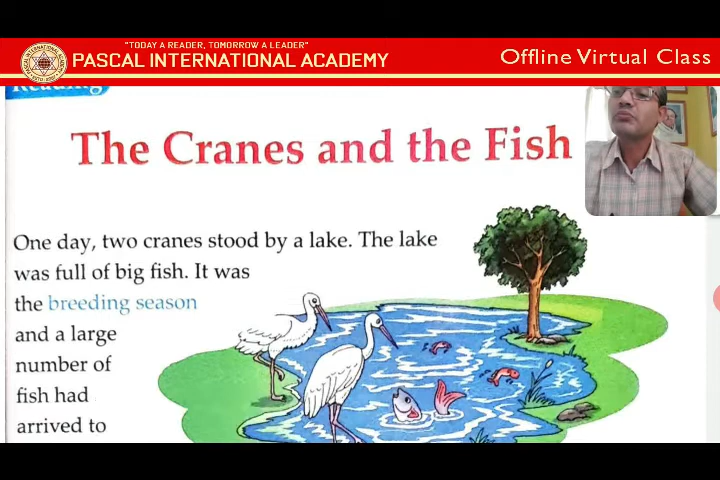 "TODAY A READER, TOMORROW A LEADER"
PASCAL INTERNATIONAL ACADEMY
Offline Virtual Class
Reading
The Cranes and the Fish
One day, two cranes stood by a lake. The lake
was full of big fish. It was
the breeding season
and a large
number of
fish had
arrived to